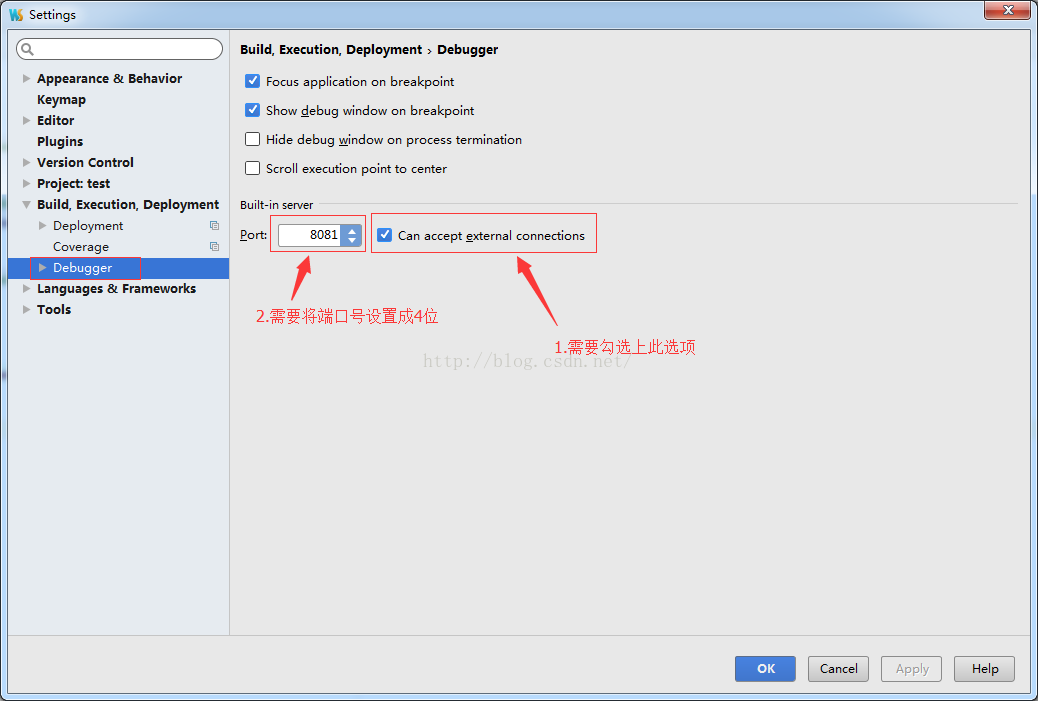 Settings
Appearance & Behavior
Keymap
Editor
Plugins
Version Control
Project: test
Build, Execution, Deployment
Deployment
Coverage
Debugger
Languages & Frameworks
Tools
Build, Execution, Deployment › Debugger
Focus application on breakpoint
Show debug window on breakpoint
Hide debug window on process termination
Scroll execution point to center
Built-in server
Port: 8081 Can accept external connections
2.需要将端口号设置成4位
1.需要勾选上此选项
http://blog.csdn.net/
OK Cancel Apply Help